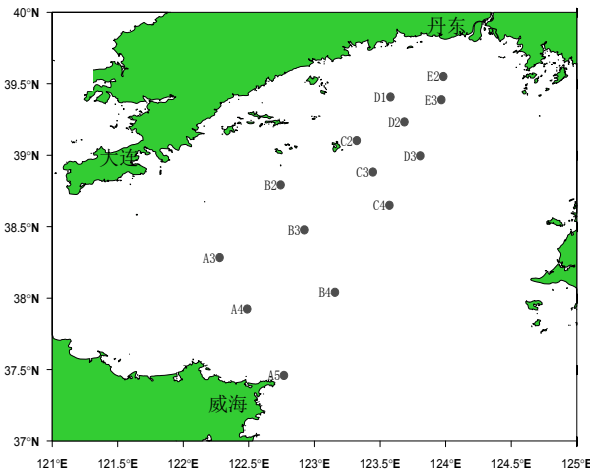 40°N
丹东
39.5°N
E2
D1
E3
D2
C2
39°N
大连
D3
C3
B2
C4
38.5°N
B3
A3
38°N
B4
A4
37.5°N
A5
威海
37°N
121°E 121.5°E 122°E 122.5°E 123°E 123.5°E 124°E 124.5°E 125°E